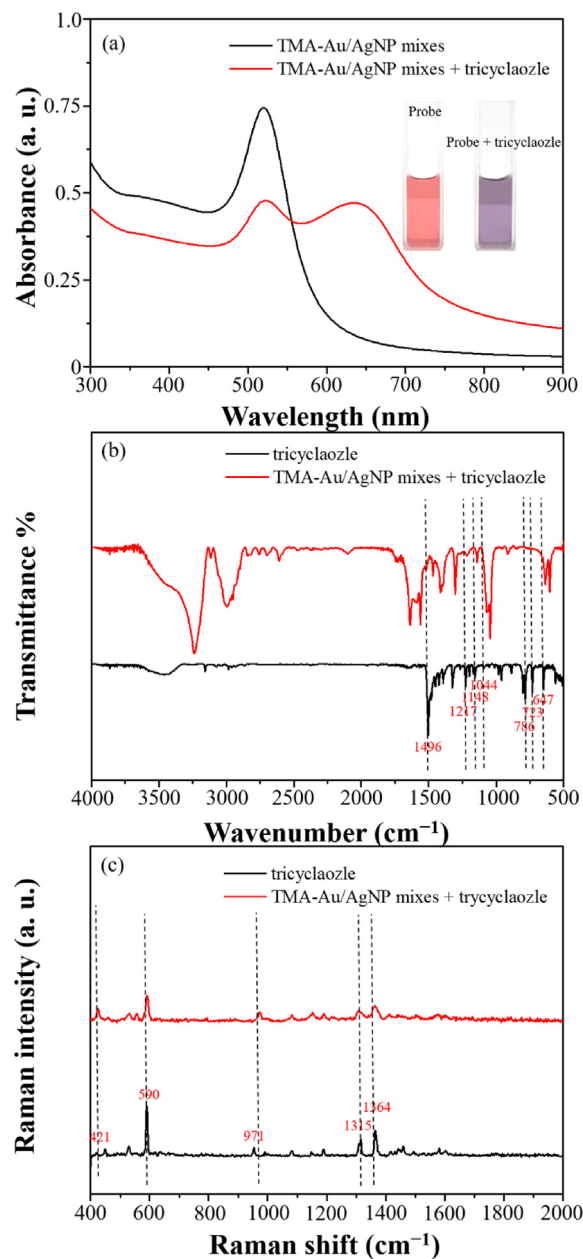 (a)
TMA-Au/AgNP mixes
TMA-Au/AgNP mixes + tricyclaozle
Probe
Probe + tricyclaozle
Absorbance (a. u.)
1.0
0.75
0.5
0.25
0
300 400 500 600 700 800 900
Wavelength (nm)
(b)
tricyclaozle
TMA-Au/AgNP mixes + tricyclaozle
Transmittance %
1496
1217
1148
1044
786
723
647
4000 3500 3000 2500 2000 1500 1000 500
Wavenumber (cm⁻¹)
(c)
tricyclaozle
TMA-Au/AgNP mixes + trycyclaozle
Raman intensity (a. u.)
421
590
971
1315
1364
400 600 800 1000 1200 1400 1600 1800 2000
Raman shift (cm⁻¹)